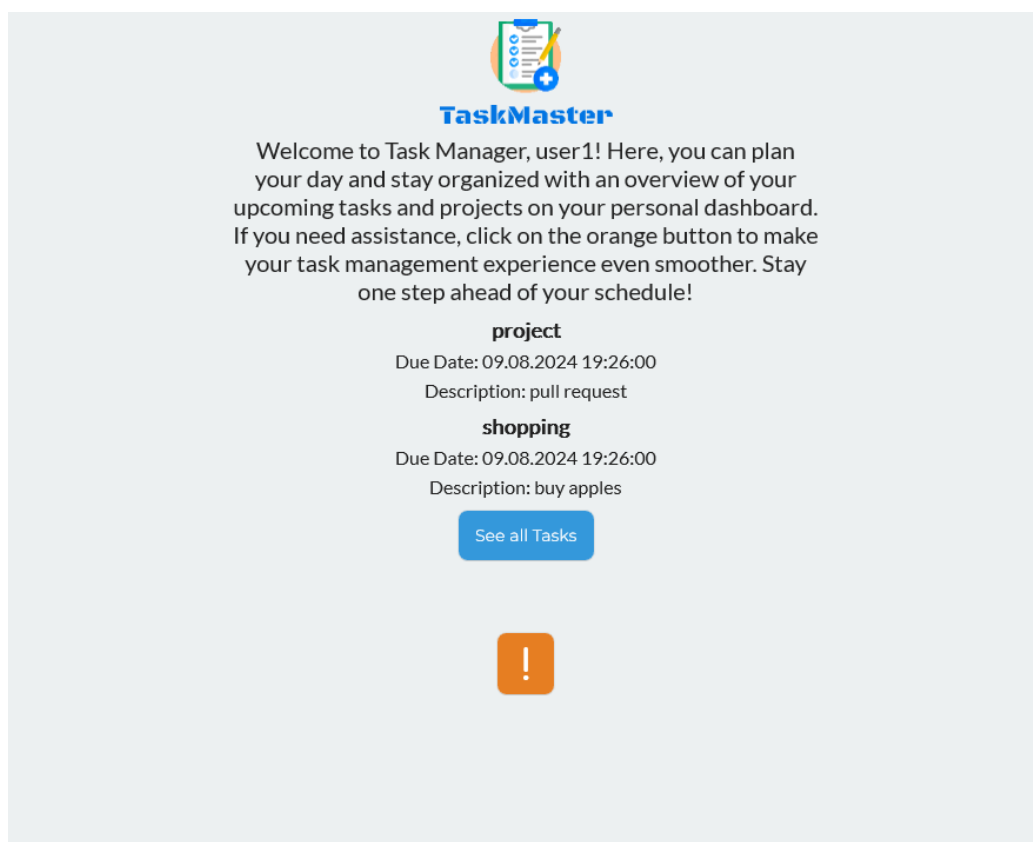 TaskMaster
Welcome to Task Manager, user1! Here, you can plan
your day and stay organized with an overview of your
upcoming tasks and projects on your personal dashboard.
If you need assistance, click on the orange button to make
your task management experience even smoother. Stay
one step ahead of your schedule!
project
Due Date: 09.08.2024 19:26:00
Description: pull request
shopping
Due Date: 09.08.2024 19:26:00
Description: buy apples
See all Tasks
!